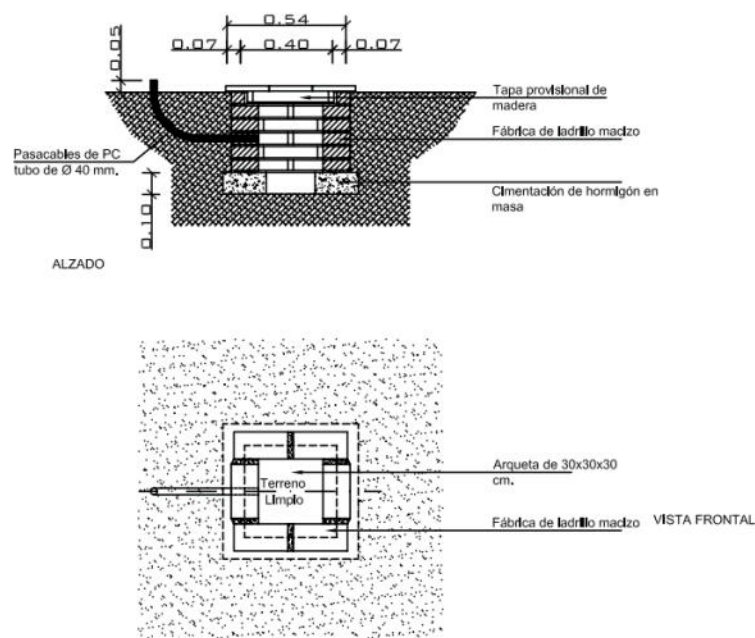 0.54
0.07 0.40 0.07
0.05
Tapa provisional de
madera
Fábrica de ladrillo macizo
Pasacables de PC
tubo de Ø 40 mm.
Cimentación de hormigón en
masa
0.10
ALZADO
Arqueta de 30x30x30
cm.
Terreno
Limpio
Fábrica de ladrillo macizo
VISTA FRONTAL